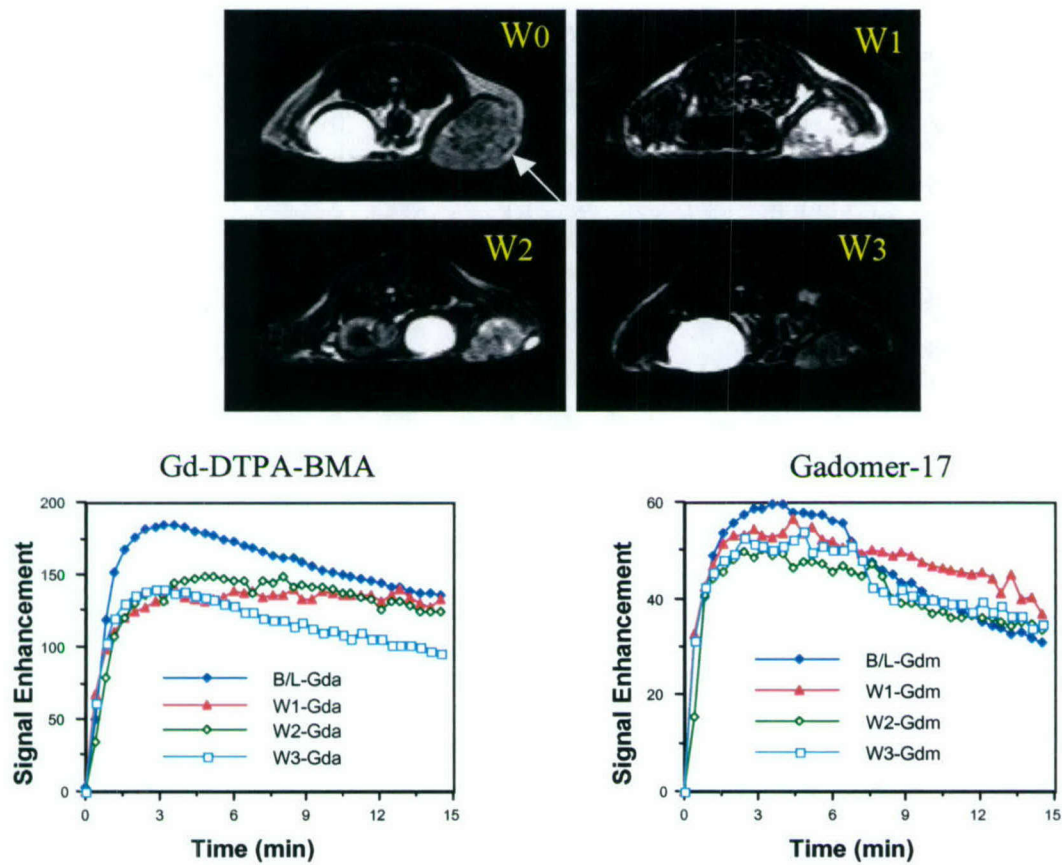 W0
W1
W2
W3
Gd-DTPA-BMA
Gadomer-17
Signal Enhancement
200
150
100
50
0
B/L-Gda
W1-Gda
W2-Gda
W3-Gda
0
3
6
9
12
15
Time (min)
Signal Enhancement
60
40
20
0
B/L-Gdm
W1-Gdm
W2-Gdm
W3-Gdm
0
3
6
9
12
15
Time (min)